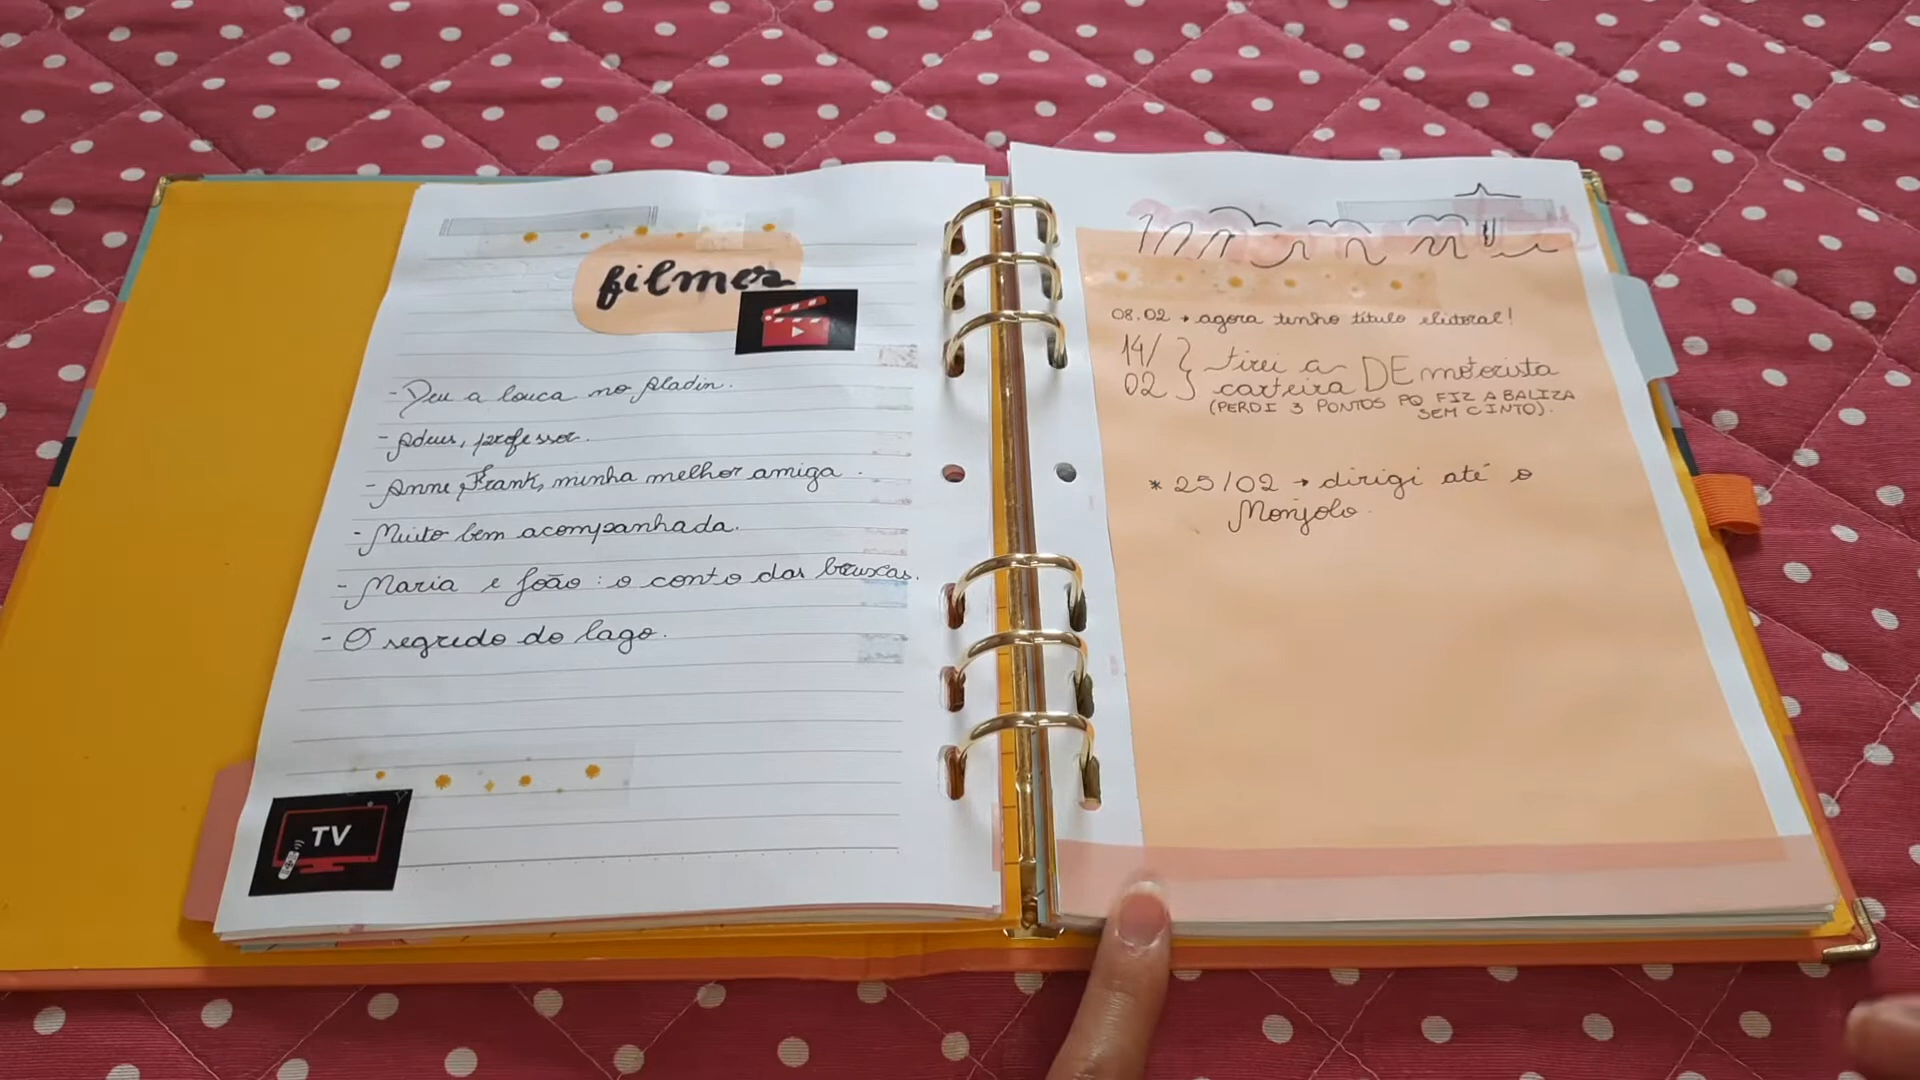 filmes
- Deu a louca no Aladin.
- Adeus, professor.
- Anne Frank, minha melhor amiga.
- Muito bem acompanhada.
- Maria e João: o conto das bruxas.
- O segredo do lago.
TV
08.02 → agora tenho título eleitoral!
14/02 } tirei a
carteira DE motorista
(PERDI 3 PONTOS PQ FIZ A BALIZA
SEM CINTO).
* 25/02 → dirigi até o
Monjolo.